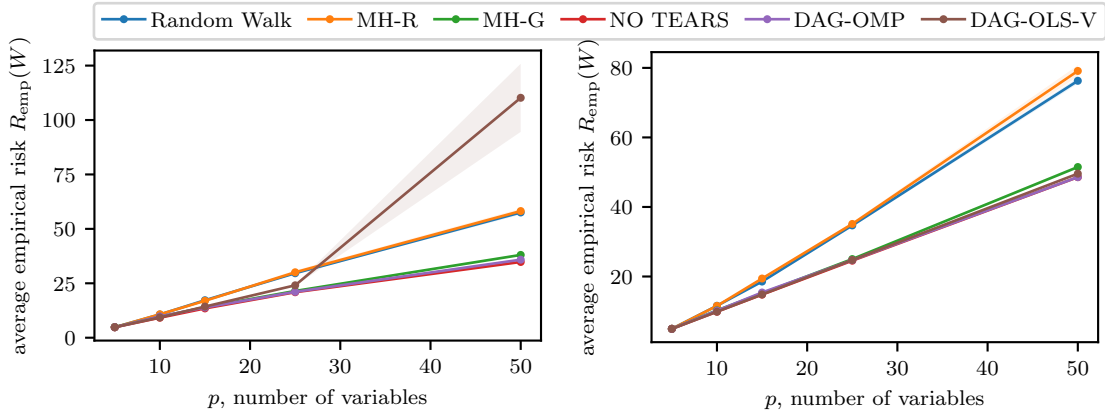 Random Walk MH-R MH-G NO TEARS DAG-OMP DAG-OLS-V
average empirical risk R_emp(W)
125
100
75
50
25
0
10 20 30 40 50
p, number of variables
average empirical risk R_emp(W)
80
60
40
20
10 20 30 40 50
p, number of variables